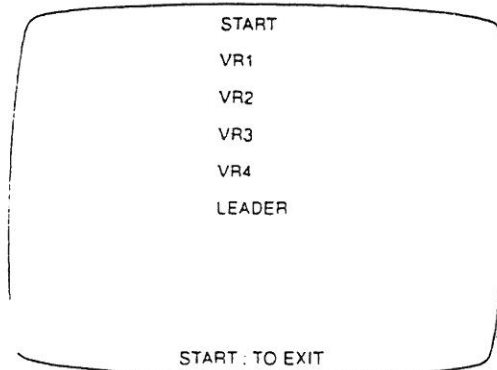 START
VR1
VR2
VR3
VR4
LEADER
START : TO EXIT